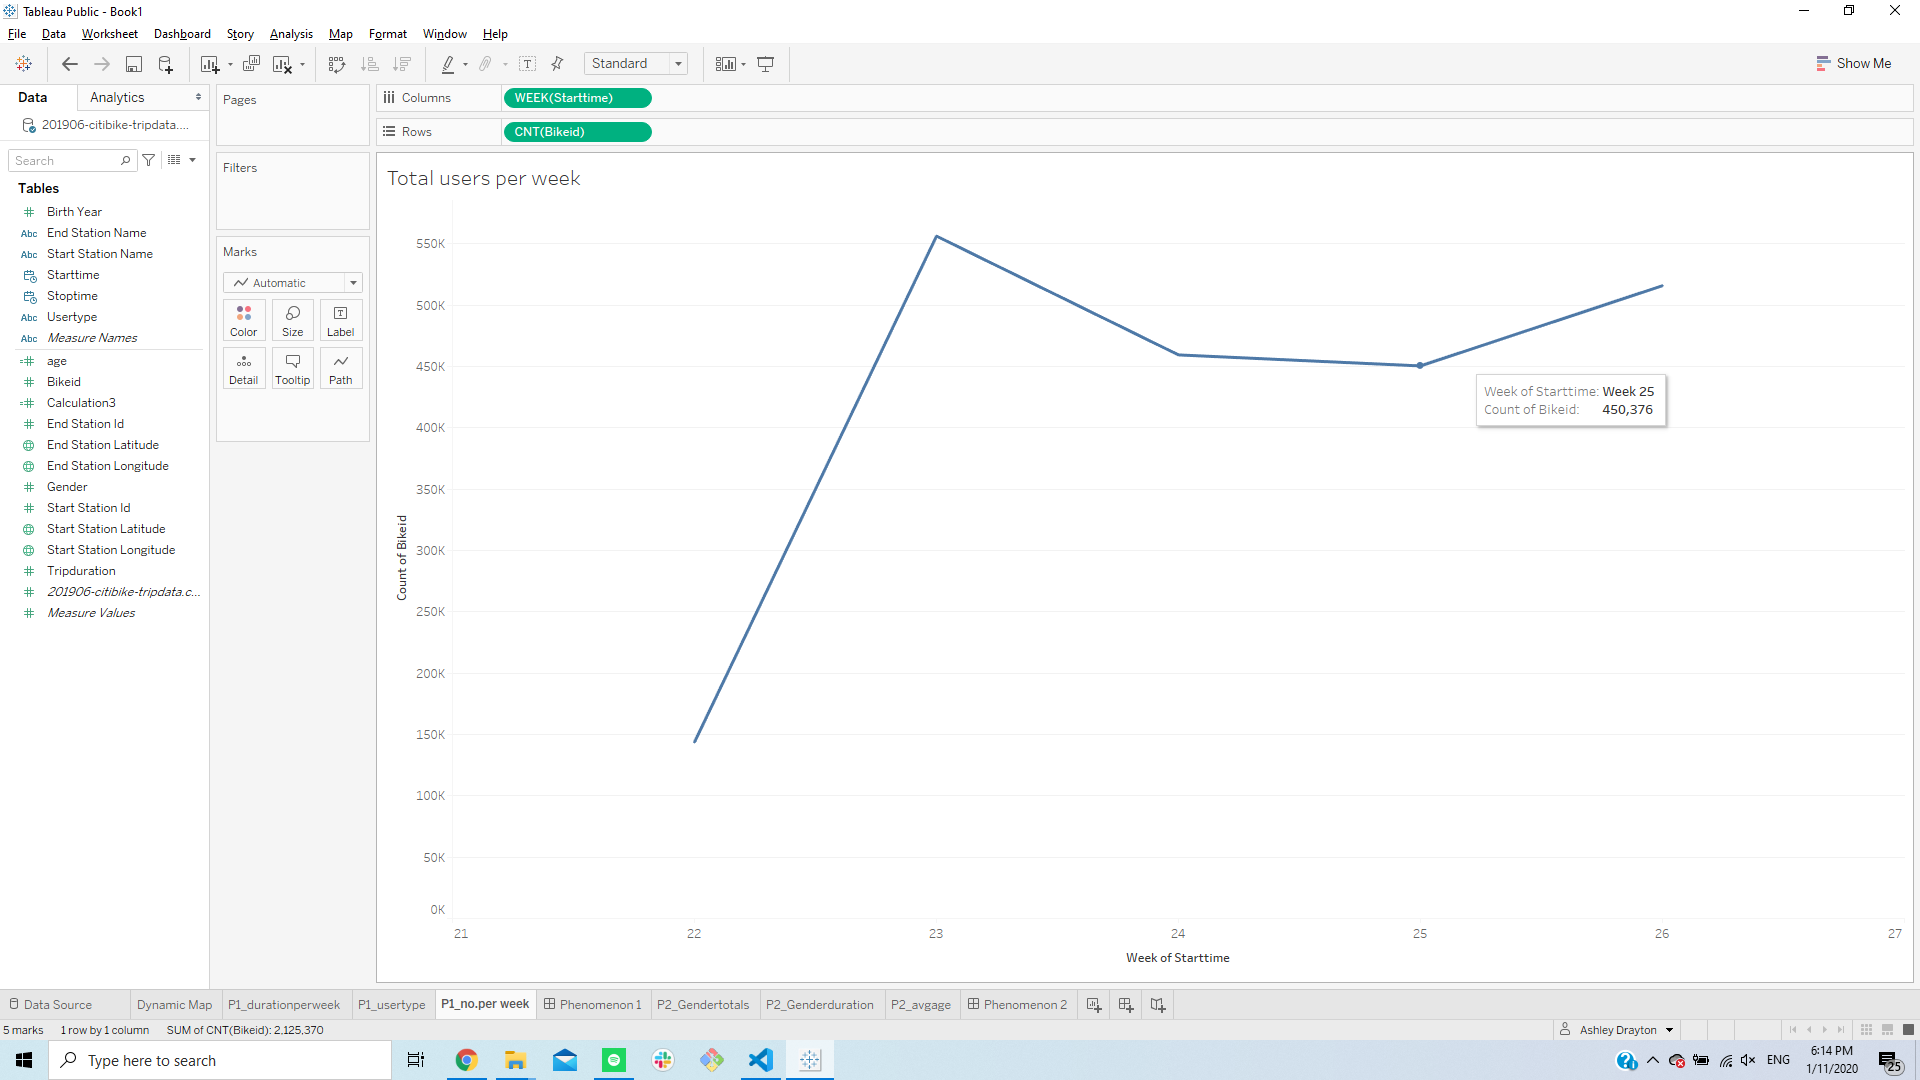 Tableau Public - Book1
File Data Worksheet Dashboard Story Analysis Map Format Window Help
Standard
Show Me
Data
Analytics
201906-citibike-tripdata....
Search
Tables
Birth Year
Abc End Station Name
Abc Start Station Name
Starttime
Stoptime
Abc Usertype
Abc Measure Names
age
Bikeid
Calculation3
End Station Id
End Station Latitude
End Station Longitude
Gender
Start Station Id
Start Station Latitude
Start Station Longitude
Tripduration
201906-citibike-tripdata.c...
Measure Values
Pages
Filters
Marks
Automatic
Color Size Label
Detail Tooltip Path
Columns WEEK(Starttime)
Rows CNT(Bikeid)
Total users per week
Count of Bikeid
550K
500K
450K
400K
350K
300K
250K
200K
150K
100K
50K
0K
Week of Starttime: Week 25
Count of Bikeid: 450,376
21 22 23 24 25 26 27
Week of Starttime
Data Source Dynamic Map P1_durationperweek P1_usertype P1_no.per week Phenomenon 1 P2_Gendertotals P2_Genderduration P2_avgage Phenomenon 2
5 marks 1 row by 1 column SUM of CNT(Bikeid): 2,125,370 Ashley Drayton
Type here to search
ENG
6:14 PM
1/11/2020
25